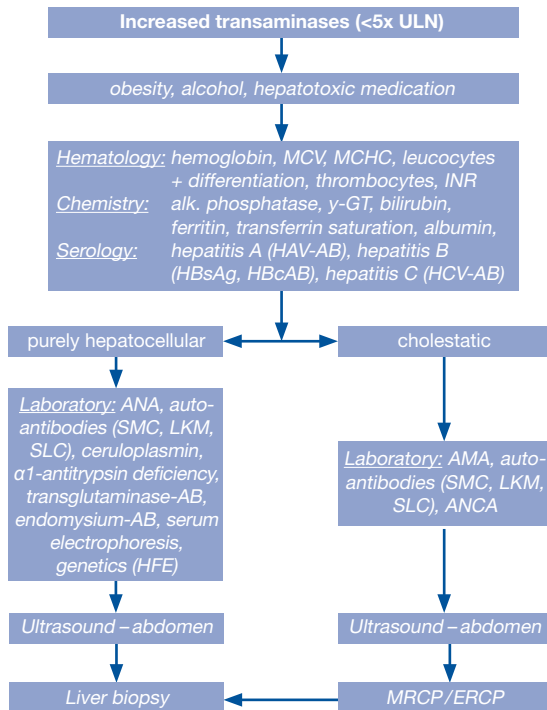 Increased transaminases (<5x ULN)
obesity, alcohol, hepatotoxic medication
Hematology: hemoglobin, MCV, MCHC, leucocytes
+ differentiation, thrombocytes, INR
Chemistry: alk. phosphatase, y-GT, bilirubin,
ferritin, transferrin saturation, albumin,
Serology: hepatitis A (HAV-AB), hepatitis B
(HBsAg, HBcAB), hepatitis C (HCV-AB)
purely hepatocellular
cholestatic
Laboratory: ANA, auto-
antibodies (SMC, LKM,
SLC), ceruloplasmin,
α1-antitrypsin deficiency,
transglutaminase-AB,
endomysium-AB, serum
electrophoresis,
genetics (HFE)
Laboratory: AMA, auto-
antibodies (SMC, LKM,
SLC), ANCA
Ultrasound – abdomen
Ultrasound – abdomen
Liver biopsy
MRCP/ERCP